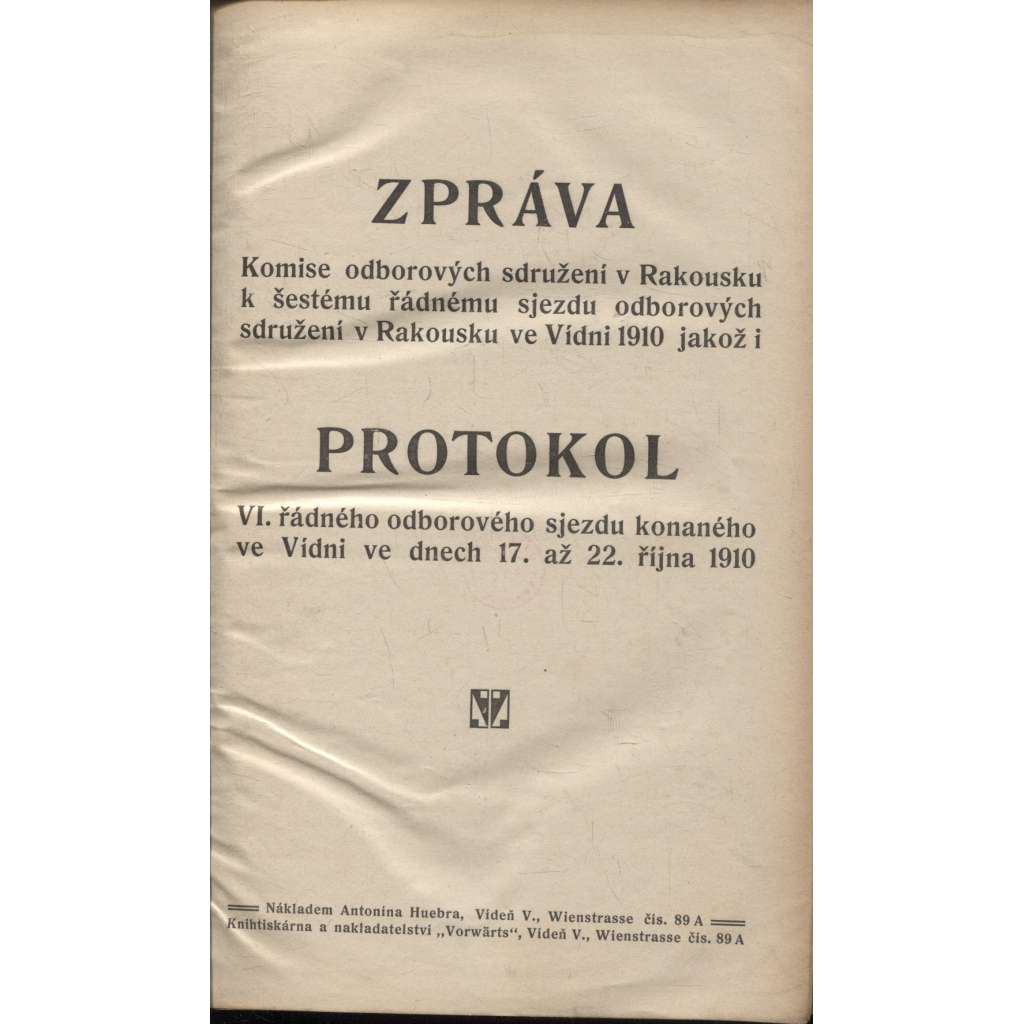 ZPRÁVA
Komise odborových sdružení v Rakousku
k šestému řádnému sjezdu odborových
sdružení v Rakousku ve Vídni 1910 jakož i
PROTOKOL
VI. řádného odborového sjezdu konaného
ve Vídni ve dnech 17. až 22. října 1910
Nákladem Antonína Huebra, Vídeň V., Wienstrasse čís. 89 A
Knihtiskárna a nakladatelství „Vorwärts“, Vídeň V., Wienstrasse čís. 89 A